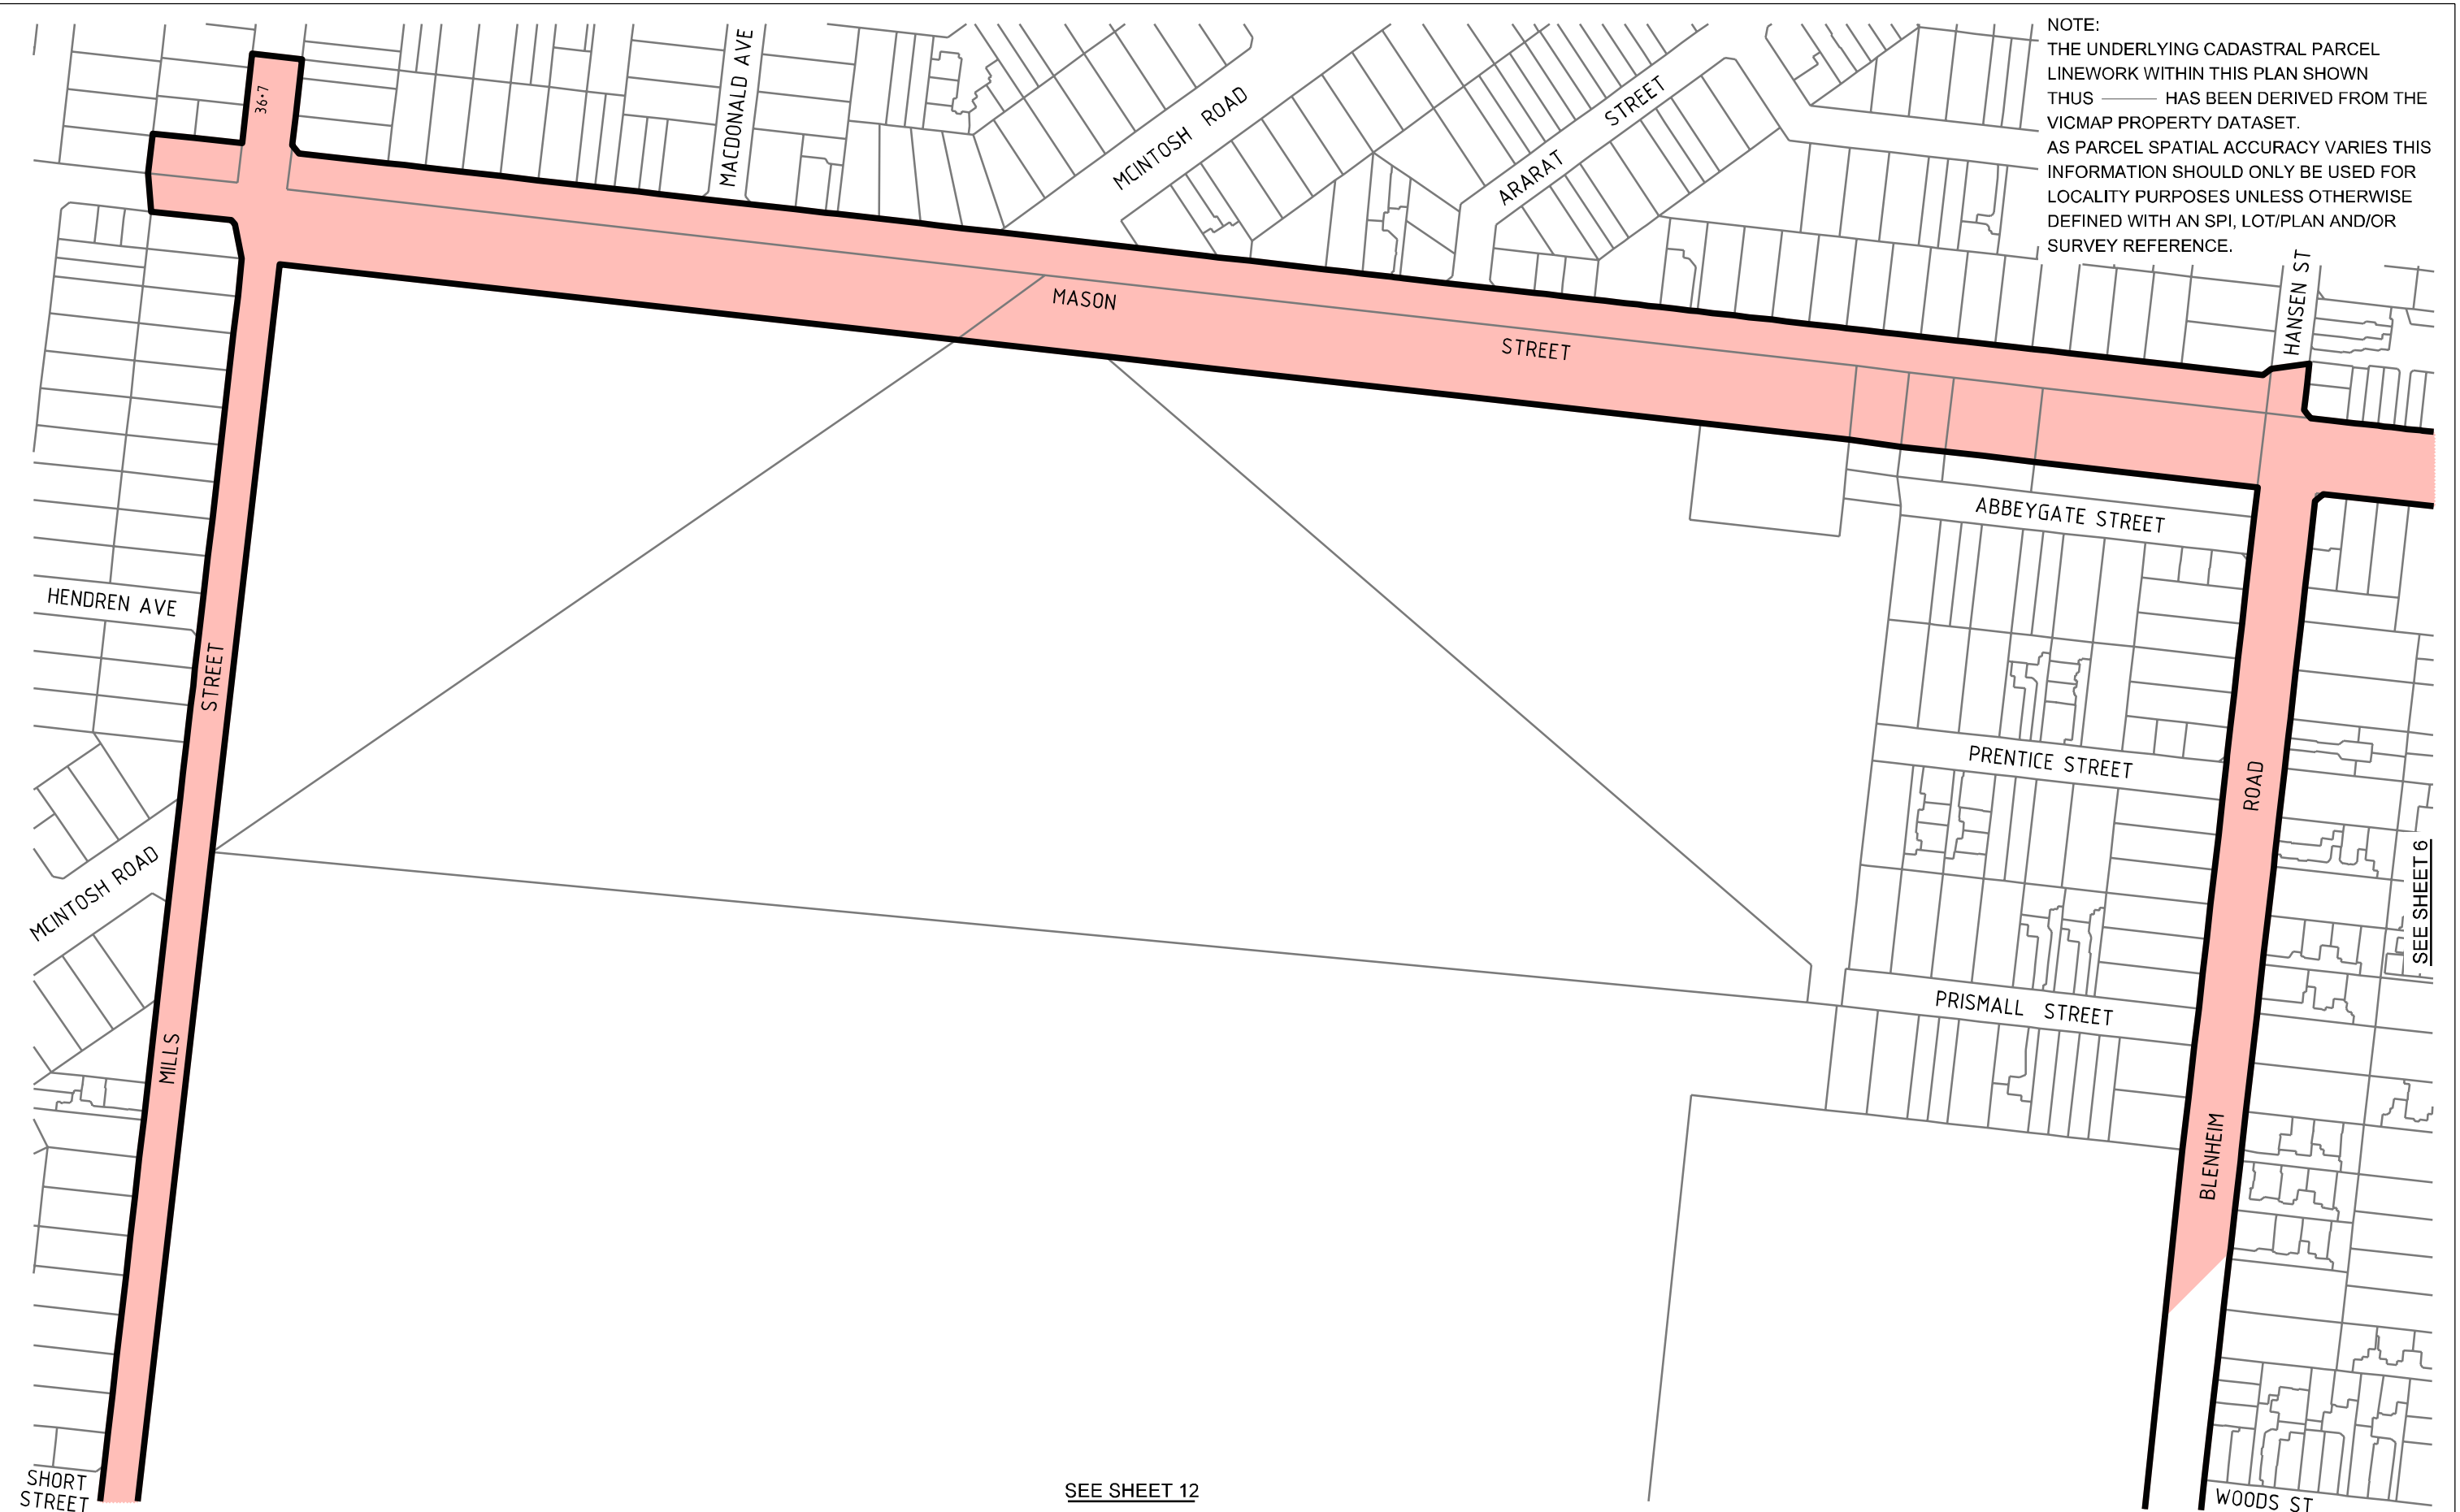 NOTE:
THE UNDERLYING CADASTRAL PARCEL
LINEWORK WITHIN THIS PLAN SHOWN
THUS ——— HAS BEEN DERIVED FROM THE
VICMAP PROPERTY DATASET.
AS PARCEL SPATIAL ACCURACY VARIES THIS
INFORMATION SHOULD ONLY BE USED FOR
LOCALITY PURPOSES UNLESS OTHERWISE
DEFINED WITH AN SPI, LOT/PLAN AND/OR
SURVEY REFERENCE.
36·7
MACDONALD AVE
MCINTOSH ROAD
ARARAT STREET
HANSEN ST
MASON STREET
ABBEYGATE STREET
HENDREN AVE
PRENTICE STREET
MCINTOSH ROAD
MILLS STREET
PRISMALL STREET
BLENHEIM ROAD
SEE SHEET 6
SHORT
STREET
SEE SHEET 12
WOODS ST